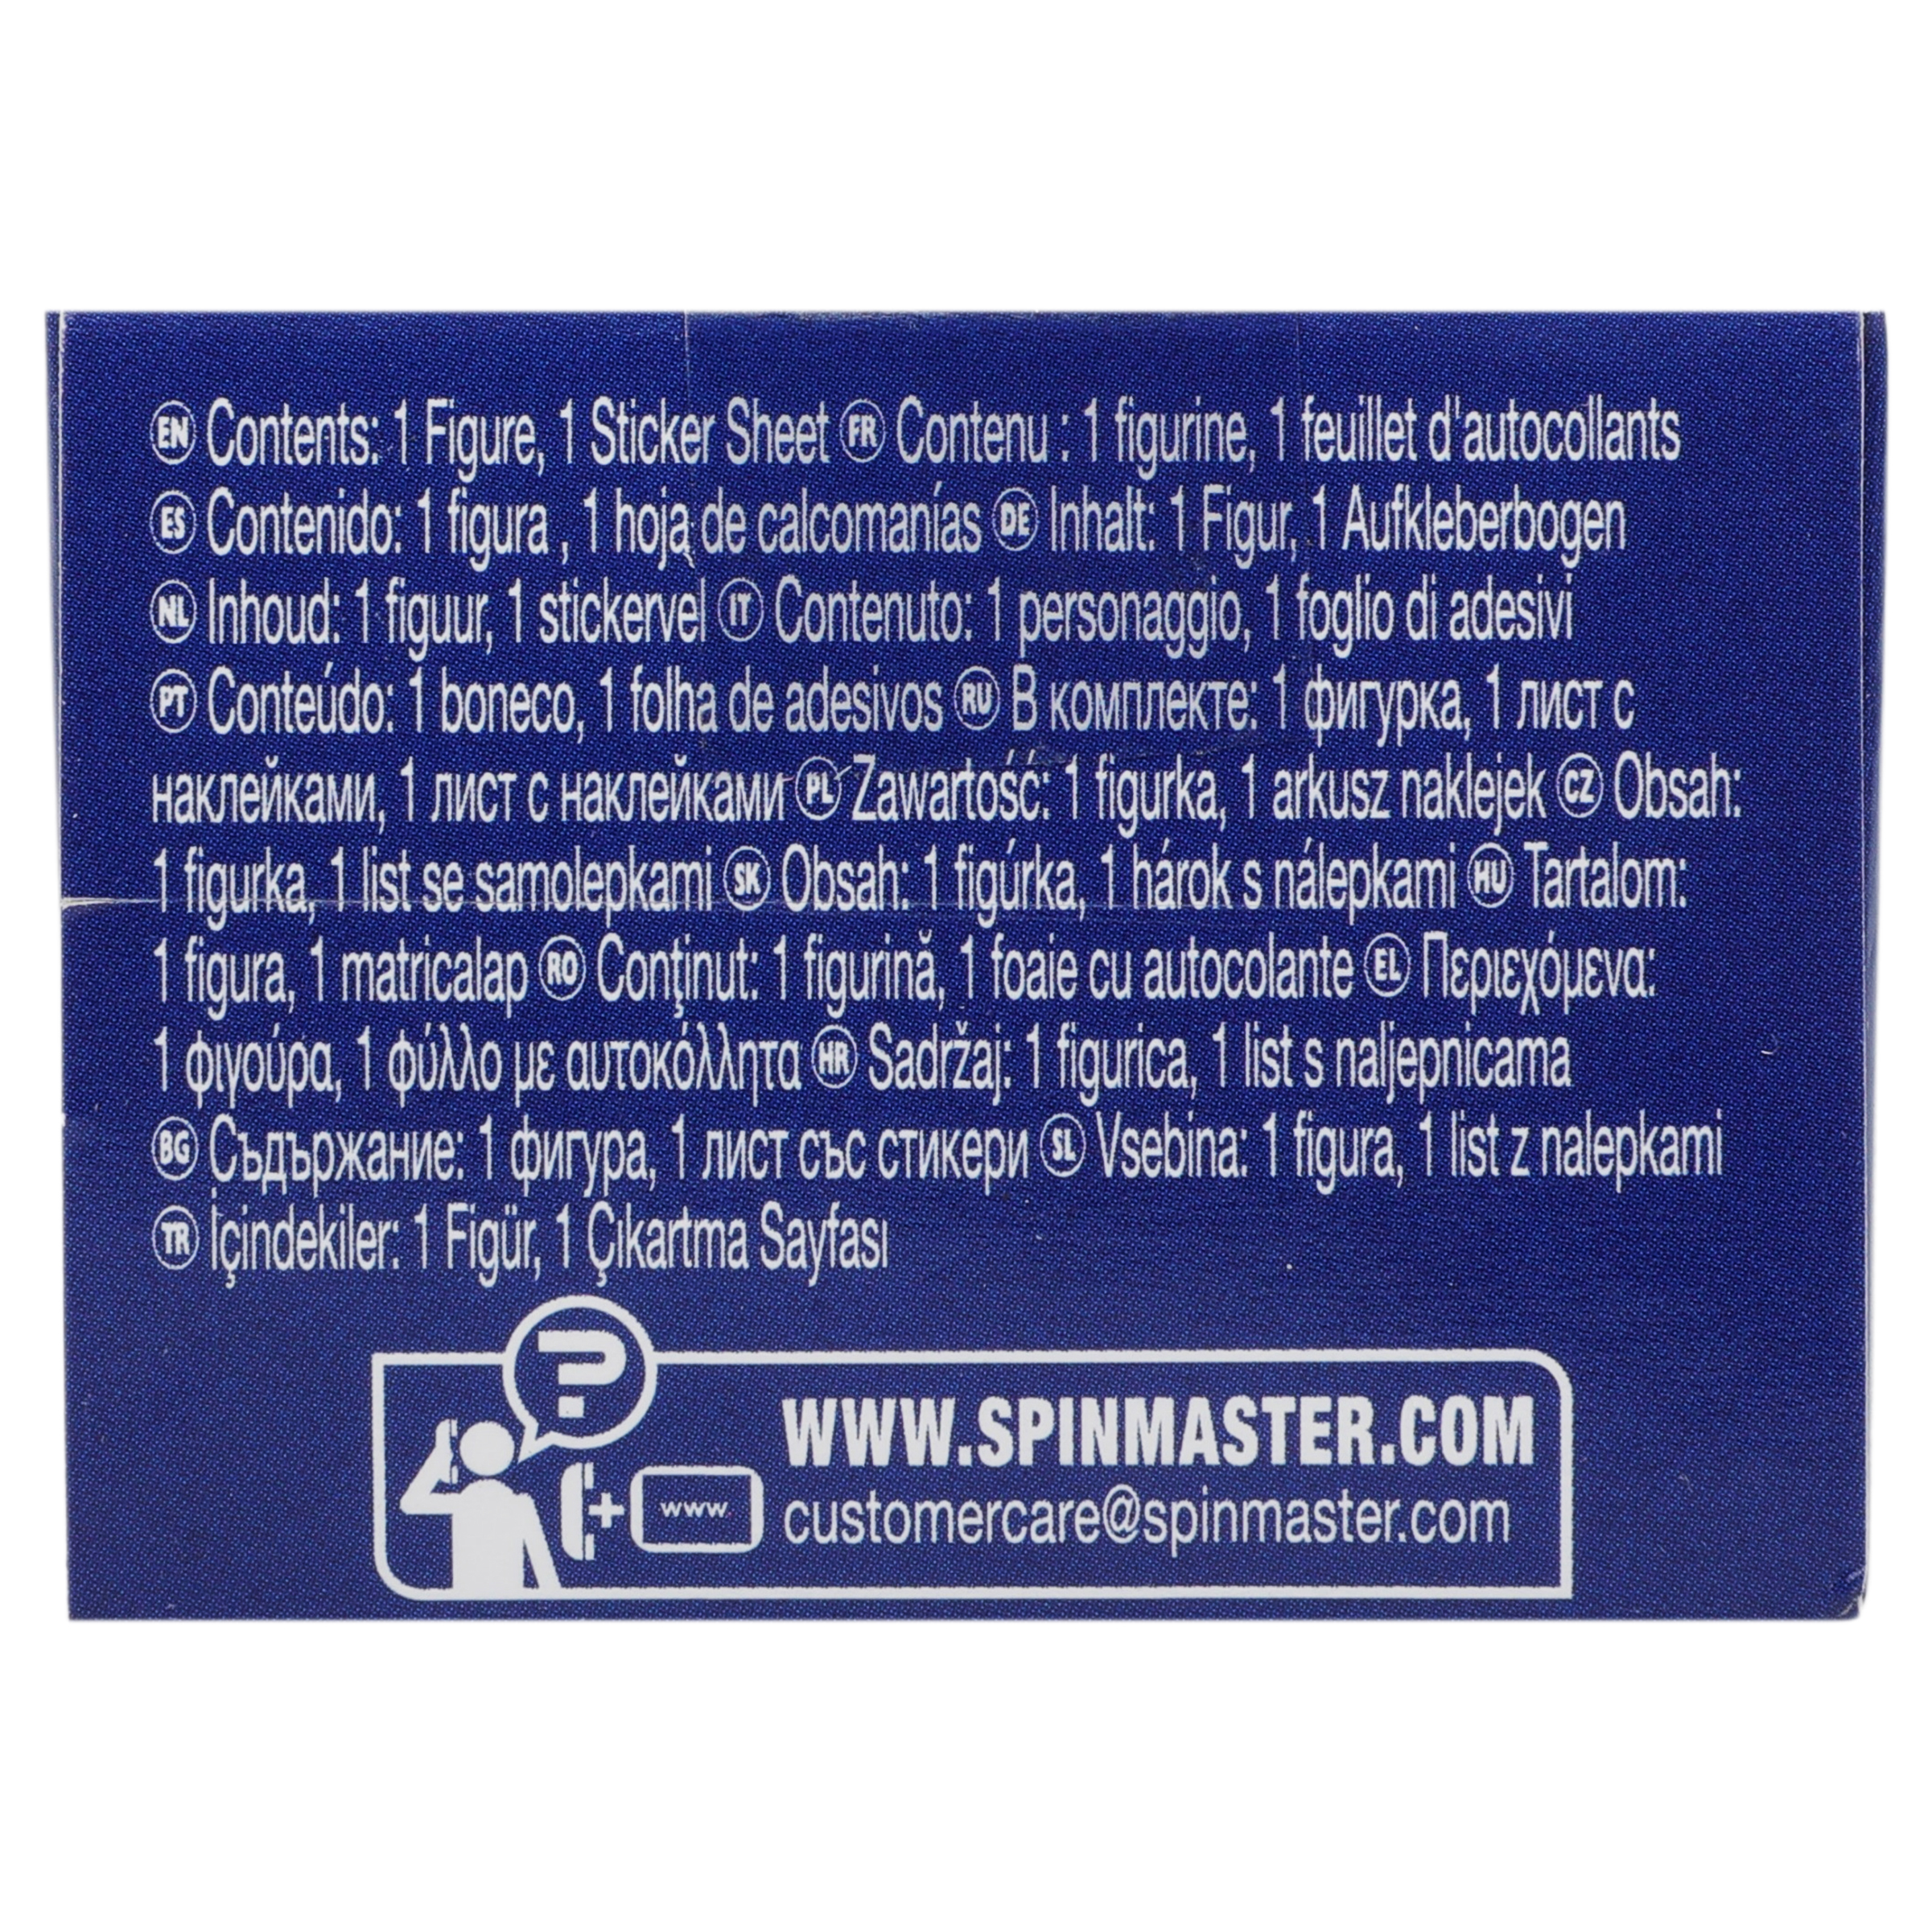 EN Contents: 1 Figure, 1 Sticker Sheet FR Contenu : 1 figurine, 1 feuillet d'autocollants
ES Contenido: 1 figura , 1 hoja de calcomanías DE Inhalt: 1 Figur, 1 Aufkleberbogen
NL Inhoud: 1 figuur, 1 stickervel IT Contenuto: 1 personaggio, 1 foglio di adesivi
PT Conteúdo: 1 boneco, 1 folha de adesivos RU В комплекте: 1 фигурка, 1 лист с
наклейками, 1 лист с наклейками PL Zawartość: 1 figurka, 1 arkusz naklejek CZ Obsah:
1 figurka, 1 list se samolepkami SK Obsah: 1 figúrka, 1 hárok s nálepkami HU Tartalom:
1 figura, 1 matricalap RO Conţinut: 1 figurină, 1 foaie cu autocolante EL Περιεχόμενα:
1 φιγούρα, 1 φύλλο με αυτοκόλλητα HR Sadržaj: 1 figurica, 1 list s naljepnicama
BG Съдържание: 1 фигура, 1 лист със стикери SL Vsebina: 1 figura, 1 list z nalepkami
TR İçindekiler: 1 Figür, 1 Çıkartma Sayfası
?
WWW.SPINMASTER.COM
www. customercare@spinmaster.com